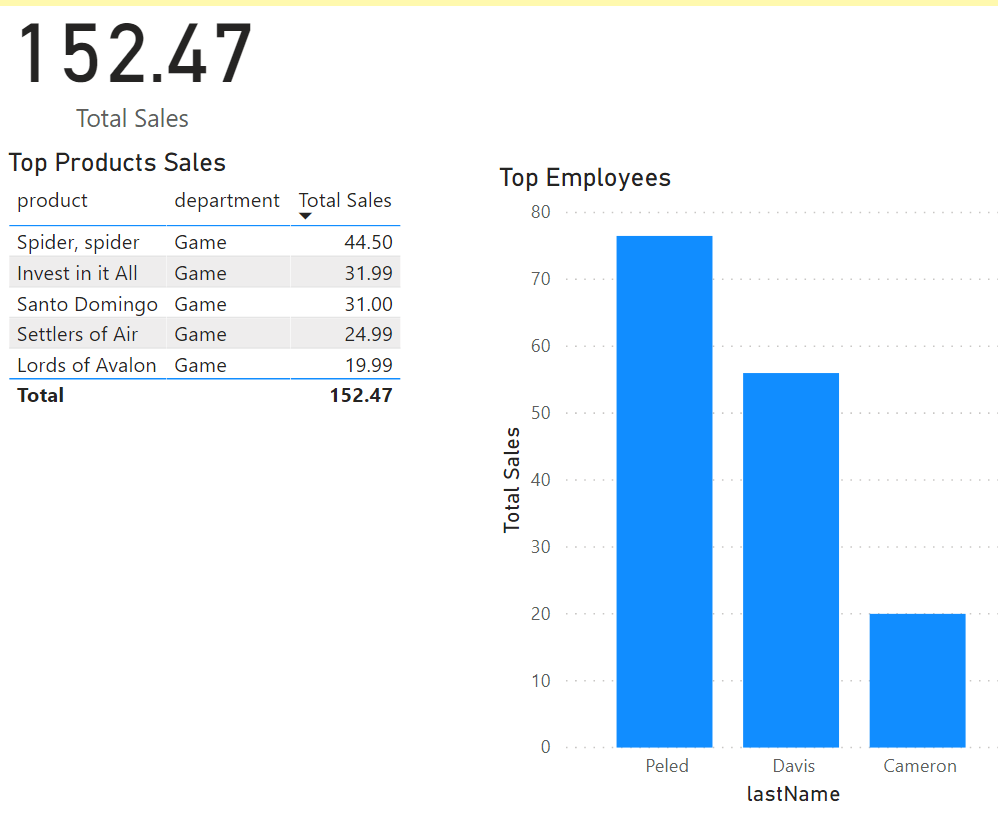 152.47
Total Sales
Top Products Sales
product department Total Sales
Spider, spider Game 44.50
Invest in it All Game 31.99
Santo Domingo Game 31.00
Settlers of Air Game 24.99
Lords of Avalon Game 19.99
Total 152.47
Top Employees
Total Sales
80
70
60
50
40
30
20
10
0
Peled Davis Cameron
lastName